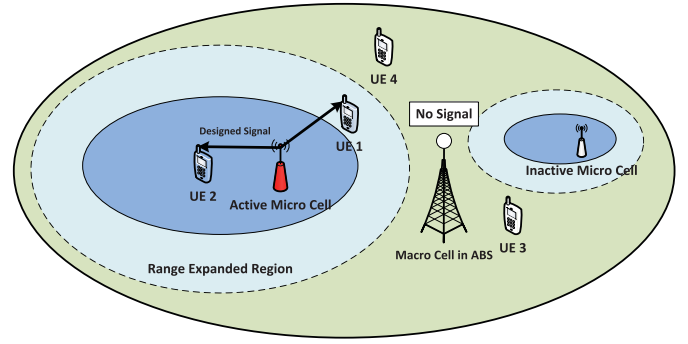 UE 4
No Signal
Designed Signal
UE 1
Inactive Micro Cell
UE 2
Active Micro Cell
Macro Cell in ABS
UE 3
Range Expanded Region